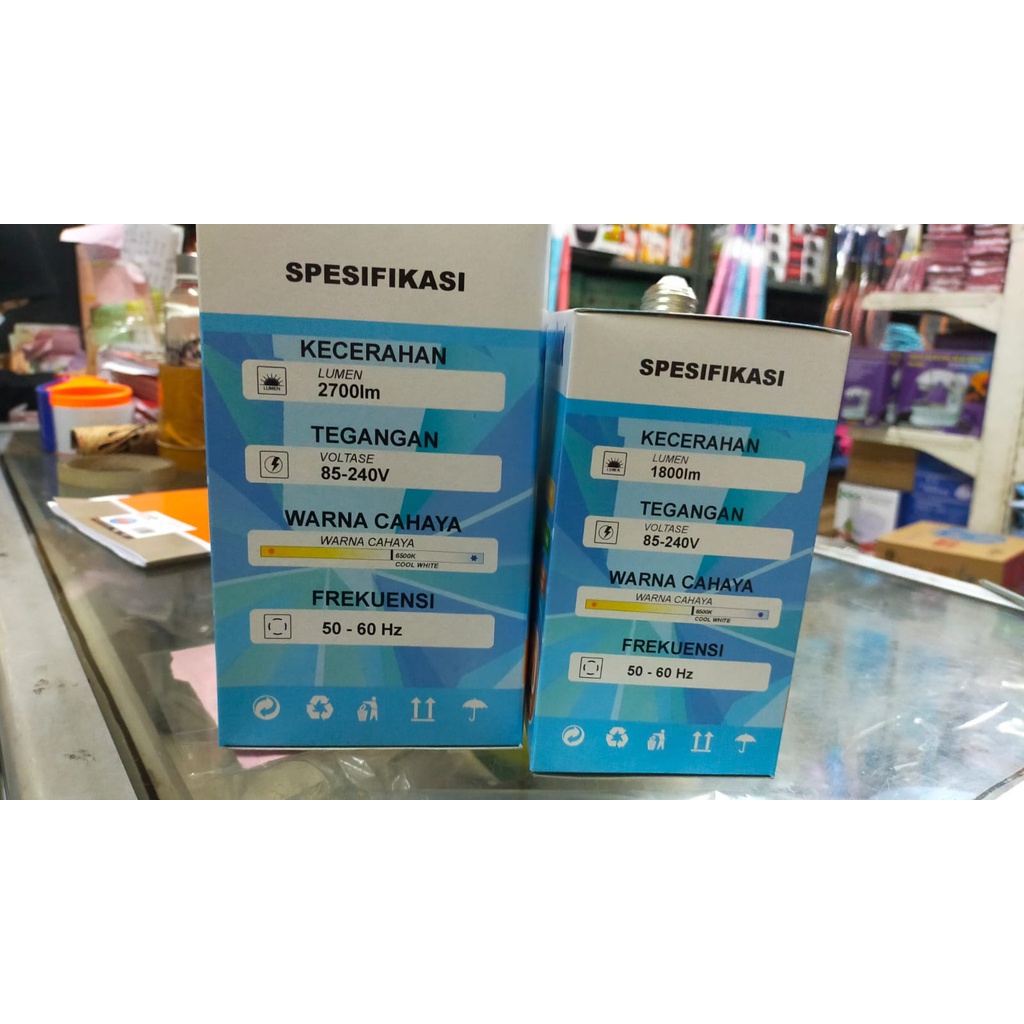 SPESIFIKASI
KECERAHAN
LUMEN
LUMEN
2700lm
TEGANGAN
VOLTASE
85-240V
WARNA CAHAYA
WARNA CAHAYA
6500K
COOL WHITE
FREKUENSI
50 - 60 Hz
SPESIFIKASI
KECERAHAN
LUMEN
LUMEN
1800lm
TEGANGAN
VOLTASE
85-240V
WARNA CAHAYA
WARNA CAHAYA
6500K
COOL WHITE
FREKUENSI
50 - 60 Hz